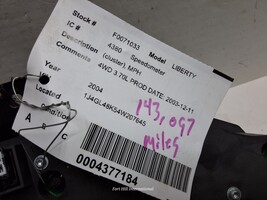 Stock # F0071033 Model LIBERTY
IC # 4380 Speedometer
Description (cluster), MPH
Comments 4WD 3.70L PROD DATE: 2003-12-11
Year 2004
Located 1J4GL48K54W207645
Condition
A B C
143,097
miles
0004377184